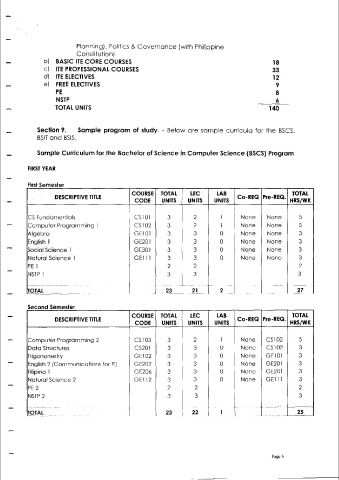 Planning), Politics & Governance (with Philippine
Constitution)
b) BASIC ITE CORE COURSES 18
c) ITE PROFESSIONAL COURSES 33
d) ITE ELECTIVES 12
e) FREE ELECTIVES 9
PE 8
NSTP 6
TOTAL UNITS 140
Section 9. Sample program of study. - Below are sample curricula for the BSCS,
BSIT and BSIS.
Sample Curriculum for the Bachelor of Science in Computer Science (BSCS) Program
FIRST YEAR
First Semester
DESCRIPTIVE TITLE COURSE CODE TOTAL UNITS LEC UNITS LAB UNITS Co-REQ Pre-REQ TOTAL HRS/WK
CS Fundamentals CS101 3 2 1 None None 5
Computer Programming 1 CS102 3 2 1 None None 5
Algebra GE101 3 3 0 None None 3
English 1 GE201 3 3 0 None None 3
Social Science 1 GE301 3 3 0 None None 3
Natural Science 1 GE111 3 3 0 None None 3
PE 1 2 2 2
NSTP 1 3 3 3
TOTAL 23 21 2 27
Second Semester
DESCRIPTIVE TITLE COURSE CODE TOTAL UNITS LEC UNITS LAB UNITS Co-REQ Pre-REQ TOTAL HRS/WK
Computer Programming 2 CS103 3 2 1 None CS102 5
Data Structures CS201 3 3 0 None CS102 3
Trigonometry GE102 3 3 0 None GE101 3
English 2 (Communications for IT) GE202 3 3 0 None GE201 3
Filipino 1 GE206 3 3 0 None GE201 3
Natural Science 2 GE112 3 3 0 None GE111 3
PE 2 2 2 2
NSTP 2 3 3 3
TOTAL 23 22 1 25